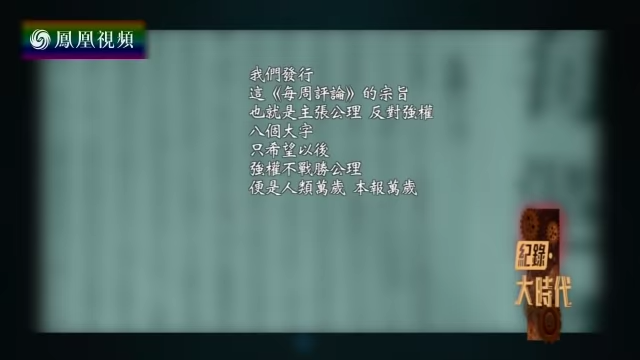 鳳凰視頻
我們發行
這《每周評論》的宗旨
也就是主張公理 反對強權
八個大字
只希望以後
強權不戰勝公理
便是人類萬歲 本報萬歲
紀錄·
大時代